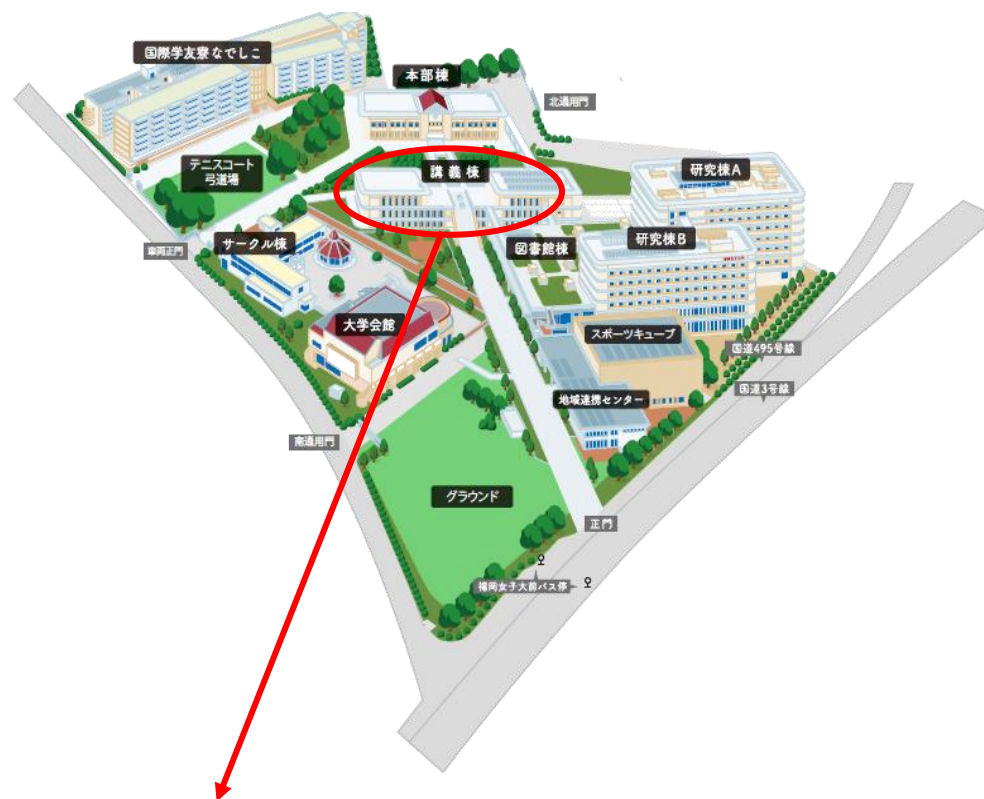 国際学友寮なでしこ
本部棟
北通用門
テニスコート
弓道場
講義棟
研究棟A
車両正門
サークル棟
図書館棟
研究棟B
大学会館
スポーツキューブ
国道495号線
国道3号線
地域連携センター
南通用門
グラウンド
正門
福岡女子大前バス停